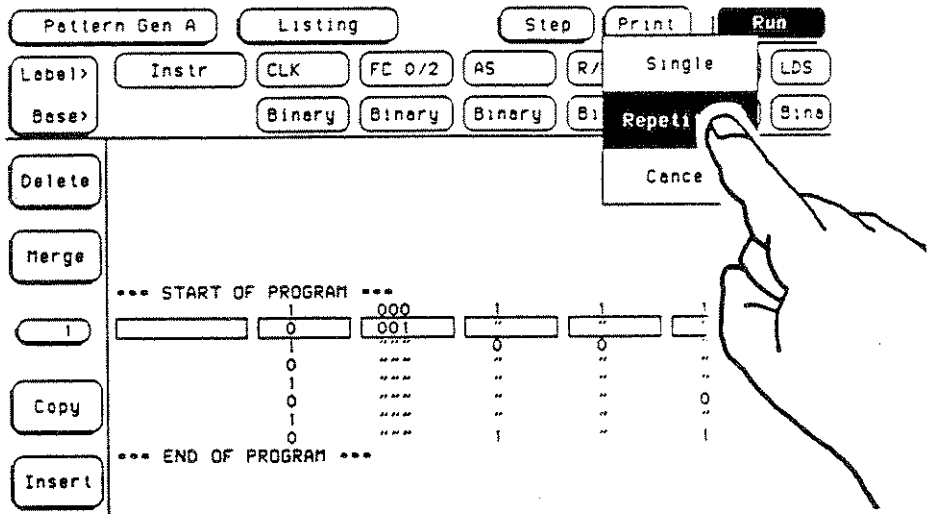 Pattern Gen A Listing Step Print Run
Label> Instr CLK FC 0/2 AS R/ Single LDS
Base> Binary Binary Binary Bi Repeti Bina
Delete Cance
Merge
*** START OF PROGRAM ***
1 000 1 1 1
1 0 001 " " "
1 """ 0 0 "
0 """ " " "
1 """ " " "
Copy 0 """ " " 0
1 """ " " "
0 """ 1 " 1
*** END OF PROGRAM ***
Insert